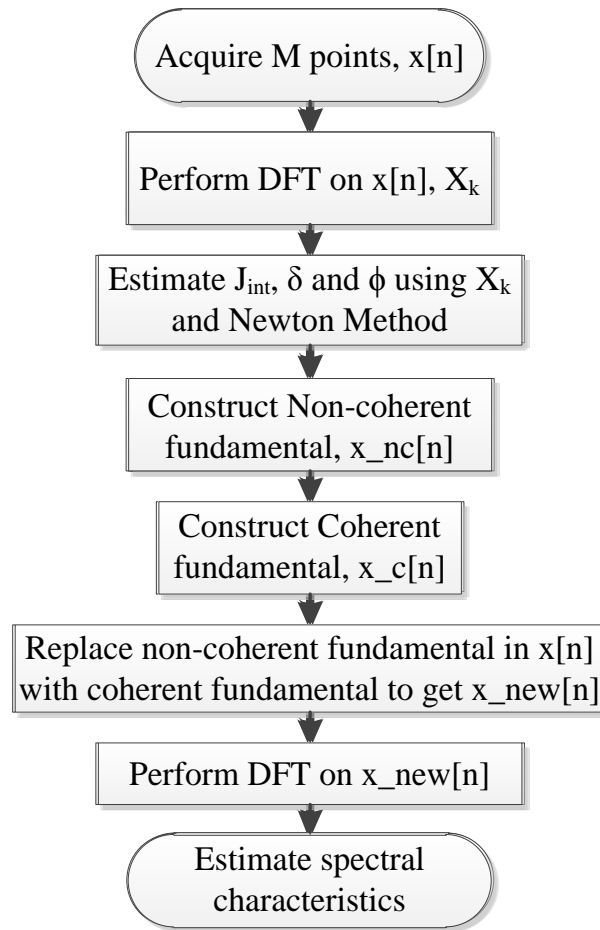 Acquire M points, x[n]
Perform DFT on x[n], Xₖ
Estimate J_int, δ and ϕ using Xₖ
and Newton Method
Construct Non-coherent
fundamental, x_nc[n]
Construct Coherent
fundamental, x_c[n]
Replace non-coherent fundamental in x[n]
with coherent fundamental to get x_new[n]
Perform DFT on x_new[n]
Estimate spectral
characteristics